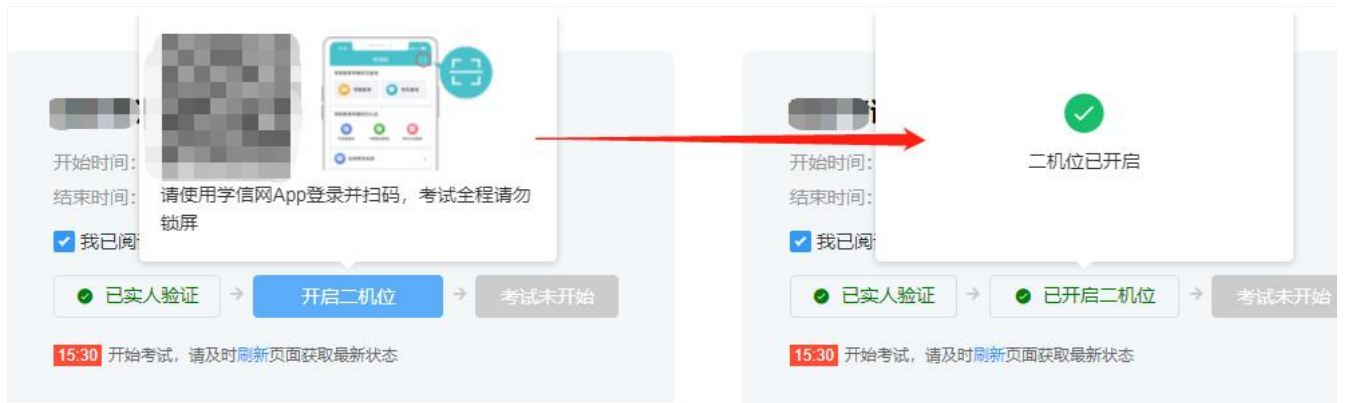 请使用学信网App登录并扫码，考试全程请勿
锁屏
开始时间：
结束时间：
我已阅
已实人验证
开启二机位
考试未开始
15:30 开始考试，请及时刷新页面获取最新状态
二机位已开启
开始时间：
结束时间：
我已阅
已实人验证
已开启二机位
考试未开始
15:30 开始考试，请及时刷新页面获取最新状态